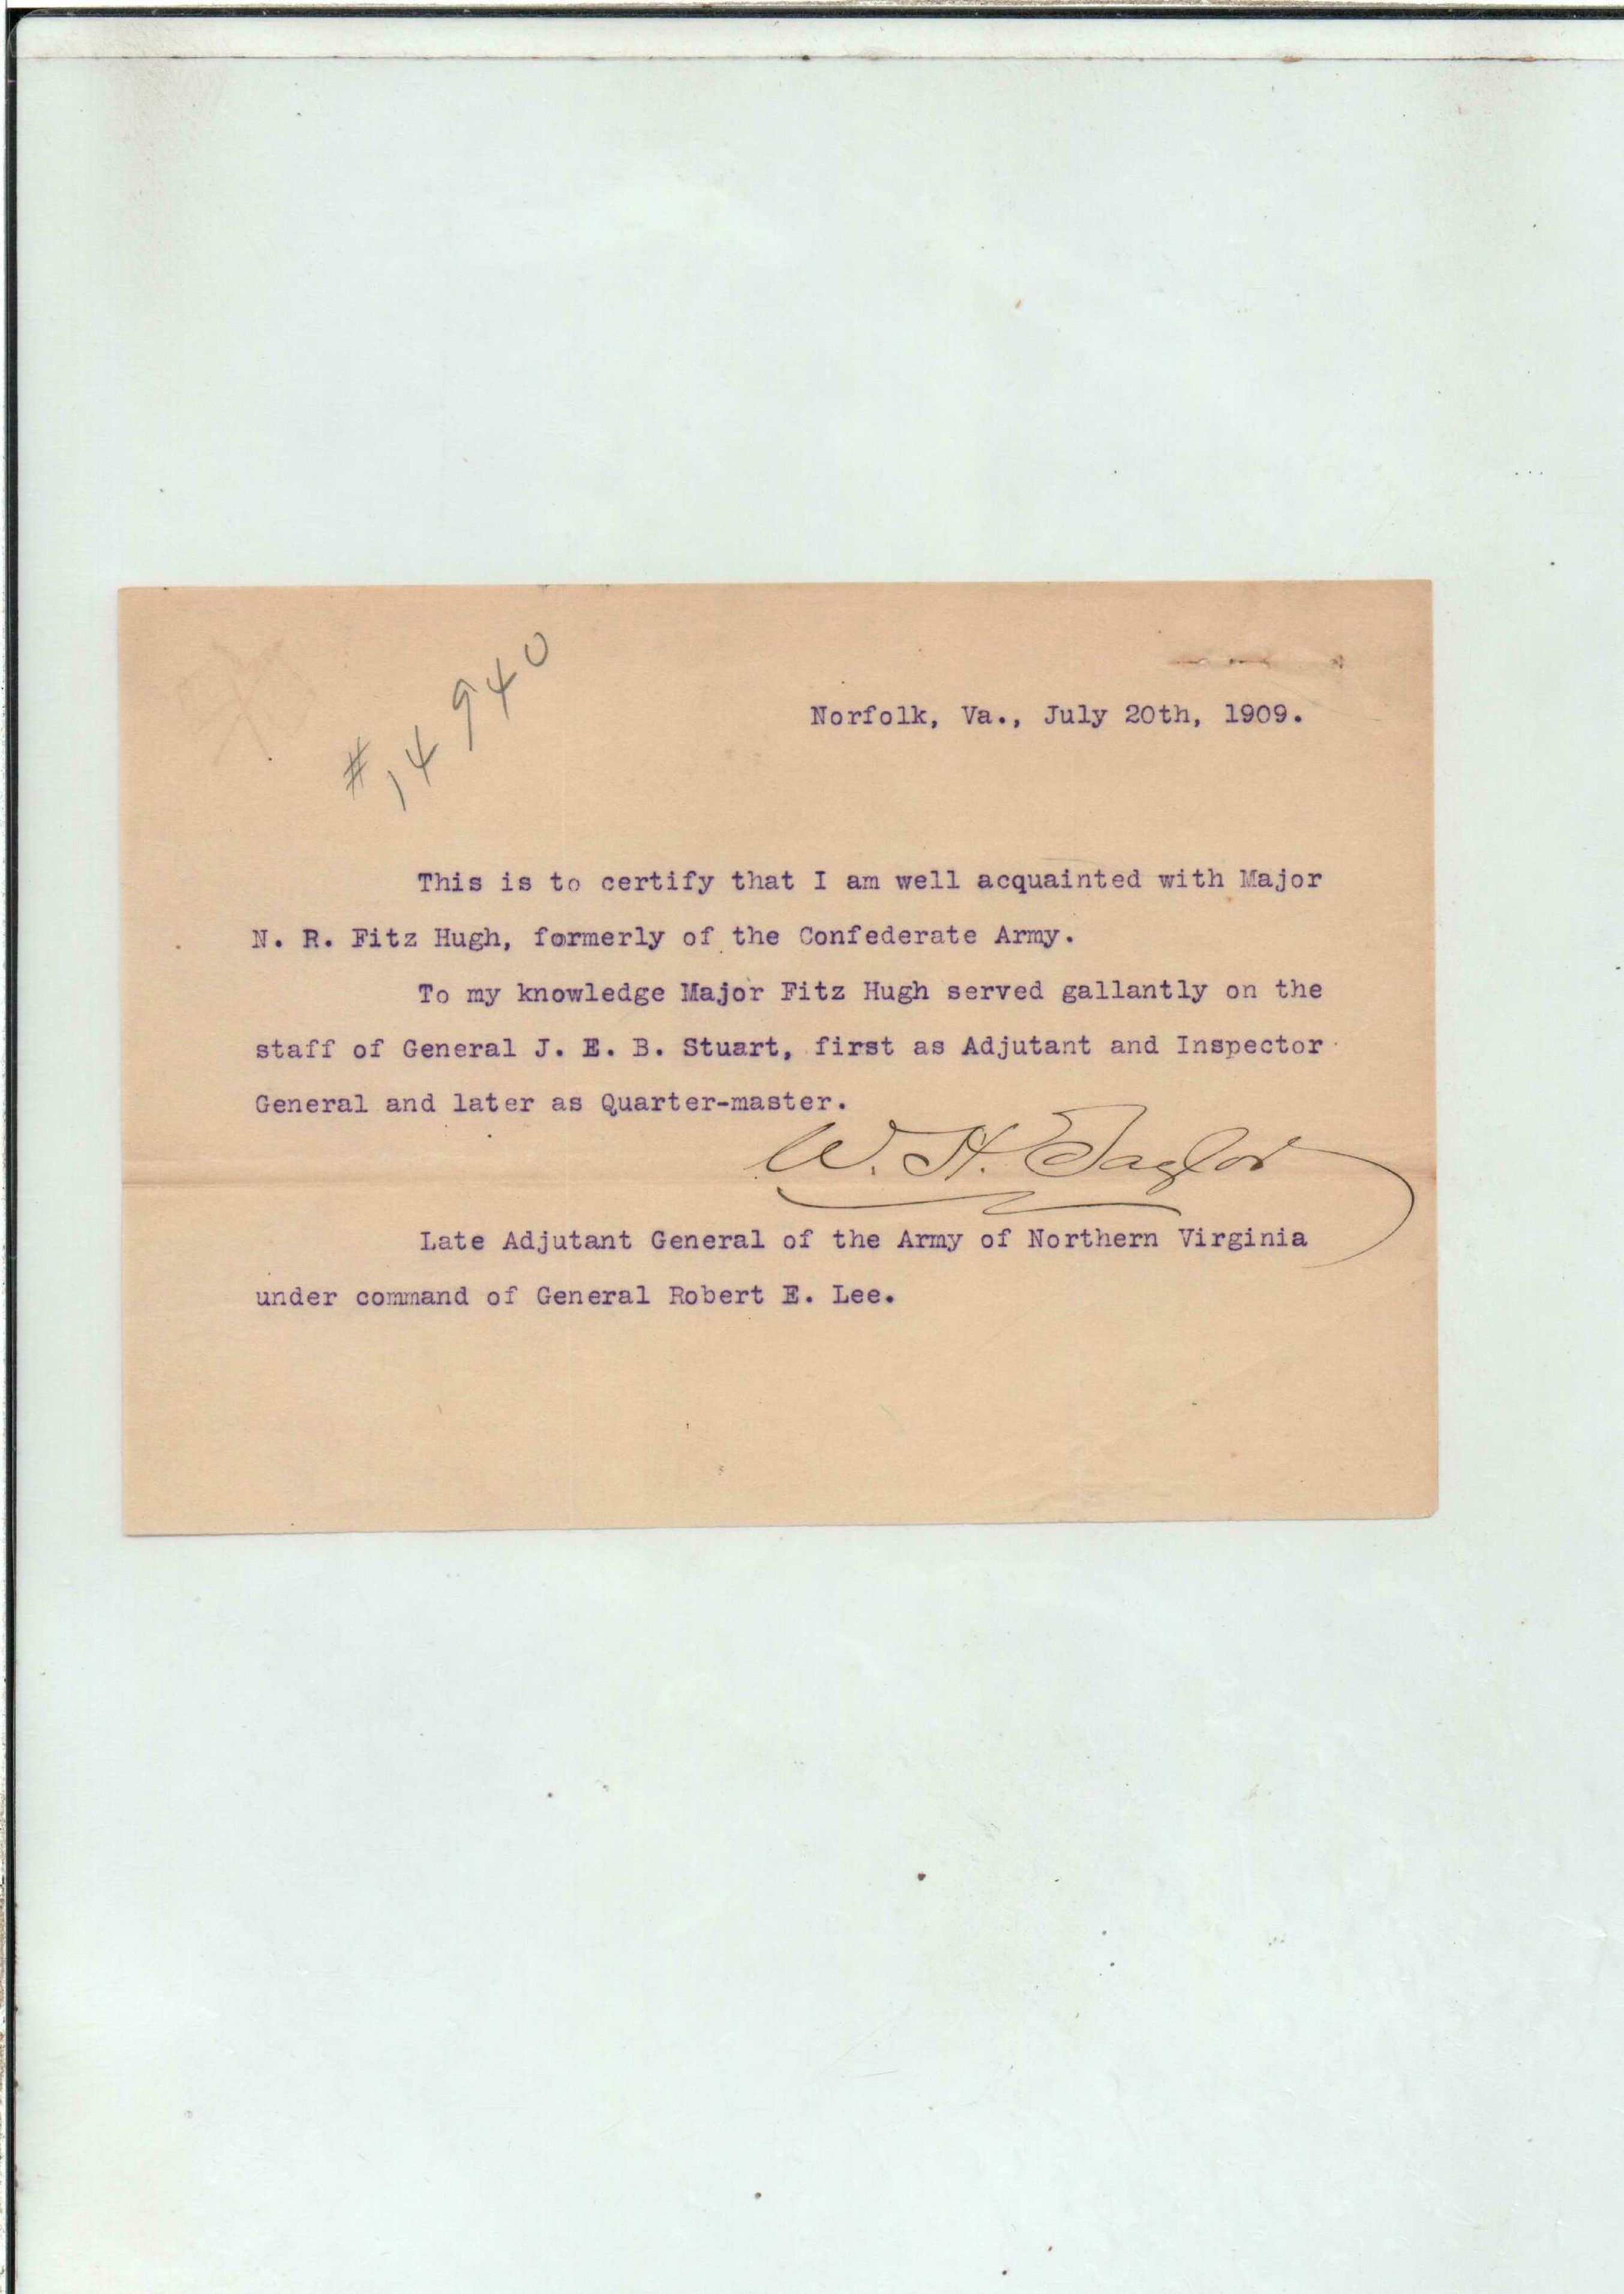 #14940
Norfolk, Va., July 20th, 1909.
This is to certify that I am well acquainted with Major
N. R. Fitz Hugh, formerly of the Confederate Army.
To my knowledge Major Fitz Hugh served gallantly on the
staff of General J. E. B. Stuart, first as Adjutant and Inspector
General and later as Quarter-master.
W. H. Taylor
Late Adjutant General of the Army of Northern Virginia
under command of General Robert E. Lee.